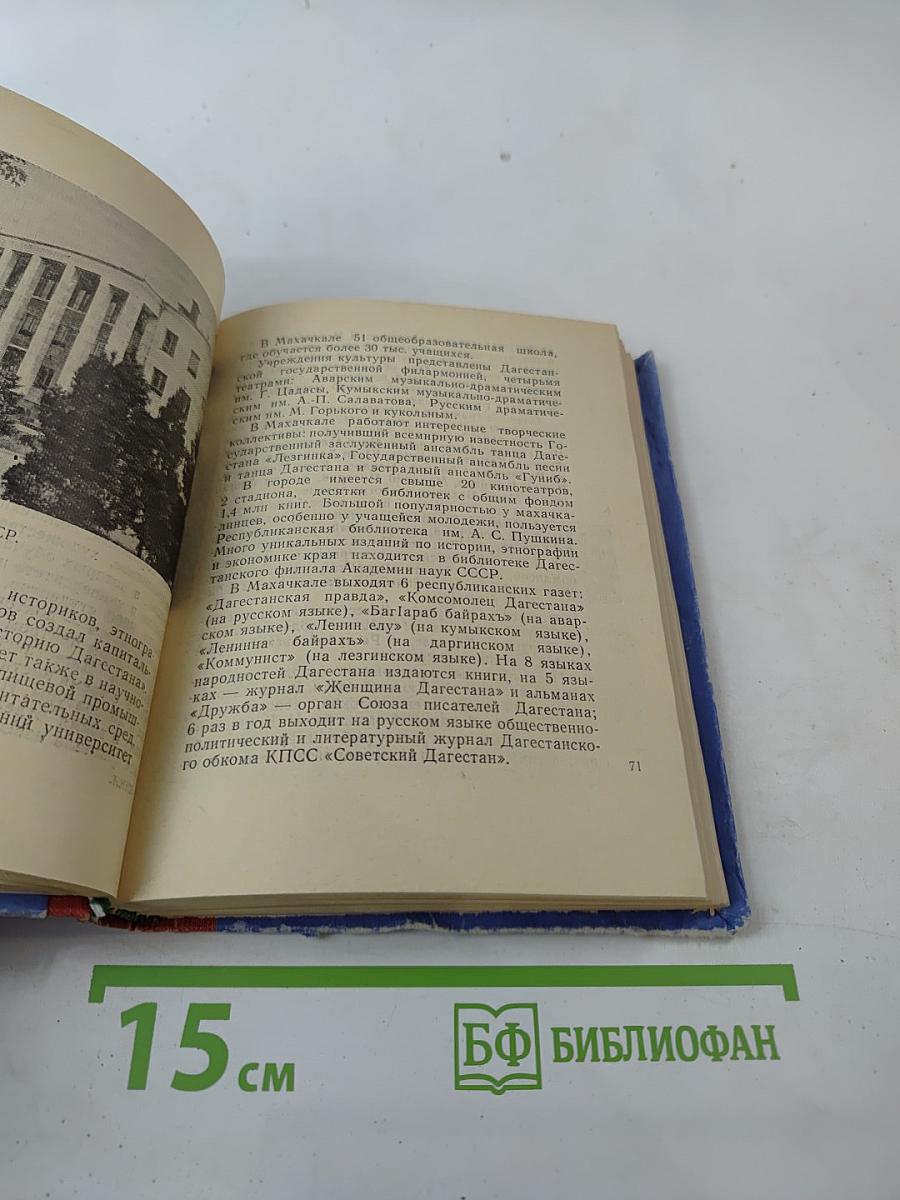 СР.
историков, этногра-
ов создал капиталь-
сторию Дагестана».
ет также в научно-
пищевой промыш-
итательных сред,
ний университет
В Махачкале 51 общеобразовательная школа,
где обучается более 30 тыс. учащихся.
Учреждения культуры представлены Дагестан-
ской государственной филармонией, четырьмя
театрами: Аварским музыкально-драматическим
им. Г. Цадасы, Кумыкским музыкально-драматиче-
ским им. А.-П. Салаватова, Русским драматиче-
ским им. М. Горького и кукольным.
В Махачкале работают интересные творческие
коллективы: получивший всемирную известность Го-
сударственный заслуженный ансамбль танца Даге-
стана «Лезгинка», Государственный ансамбль песни
и танца Дагестана и эстрадный ансамбль «Гуниб».
В городе имеется свыше 20 кинотеатров,
2 стадиона, десятки библиотек с общим фондом
1,4 млн книг. Большой популярностью у махачка-
линцев, особенно у учащейся молодежи, пользуется
Республиканская библиотека им. А. С. Пушкина.
Много уникальных изданий по истории, этнографии
и экономике края находится в библиотеке Дагес-
танского филиала Академии наук СССР.
В Махачкале выходят 6 республиканских газет:
«Дагестанская правда», «Комсомолец Дагестана»
(на русском языке), «БагIараб байрахъ» (на авар-
ском языке), «Ленин елу» (на кумыкском языке),
«Ленинна байрахъ» (на даргинском языке),
«Коммунист» (на лезгинском языке). На 8 языках
народностей Дагестана издаются книги, на 5 язы-
ках — журнал «Женщина Дагестана» и альманах
«Дружба» — орган Союза писателей Дагестана;
6 раз в год выходит на русском языке общественно-
политический и литературный журнал Дагестанско-
го обкома КПСС «Советский Дагестан».
71
15 см
БФ БИБЛИОФАН